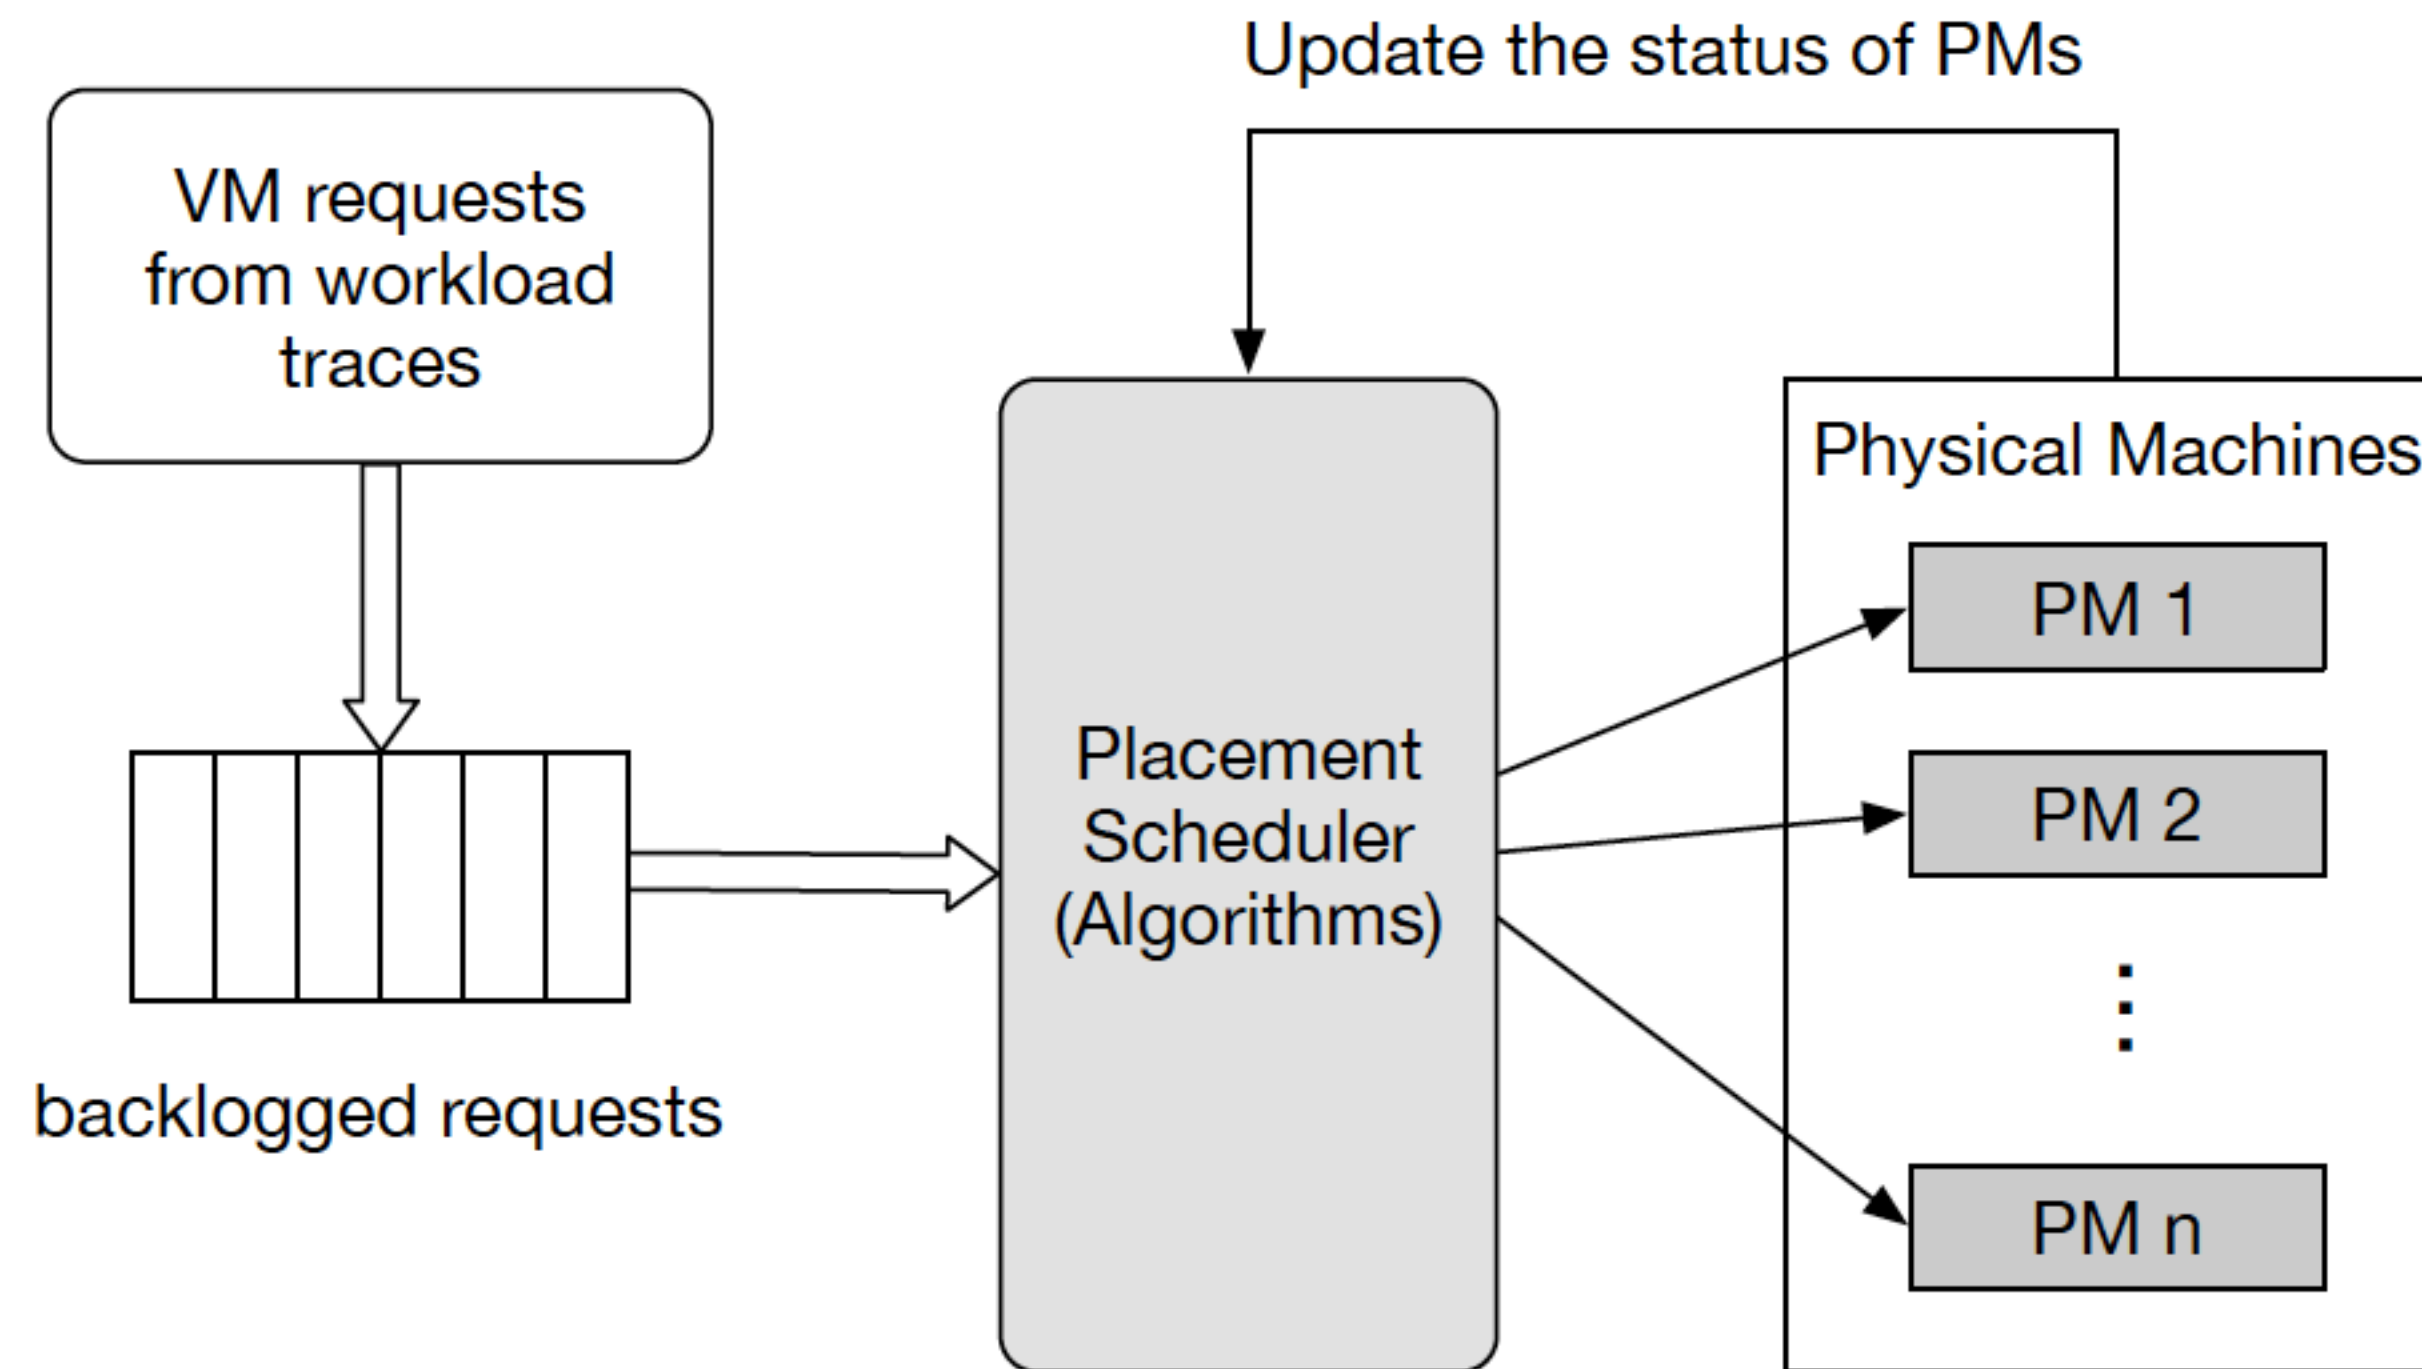 Update the status of PMs
VM requests
from workload
traces
Physical Machines
PM 1
PM 2
Placement
Scheduler
(Algorithms)
backlogged requests
PM n